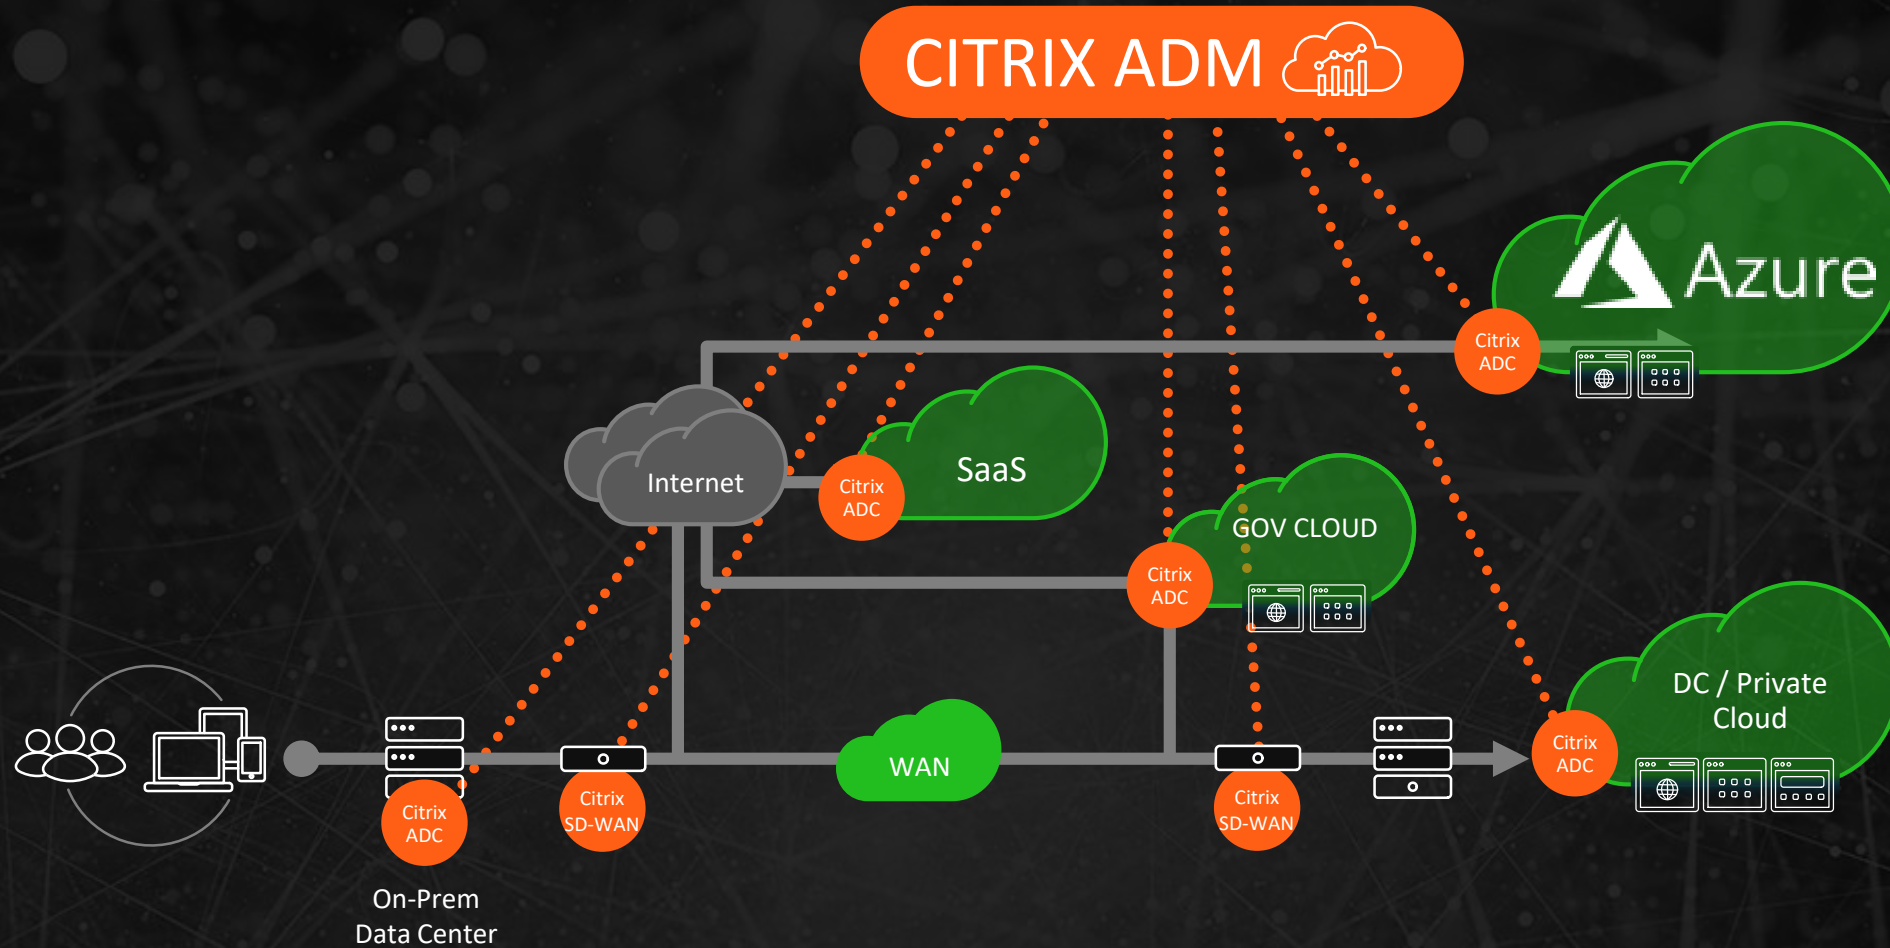 CITRIX ADM
Azure
Citrix
ADC
Internet
SaaS
Citrix
ADC
GOV CLOUD
Citrix
ADC
DC / Private
Cloud
Citrix
ADC
WAN
Citrix
ADC
Citrix
SD-WAN
Citrix
SD-WAN
On-Prem
Data Center